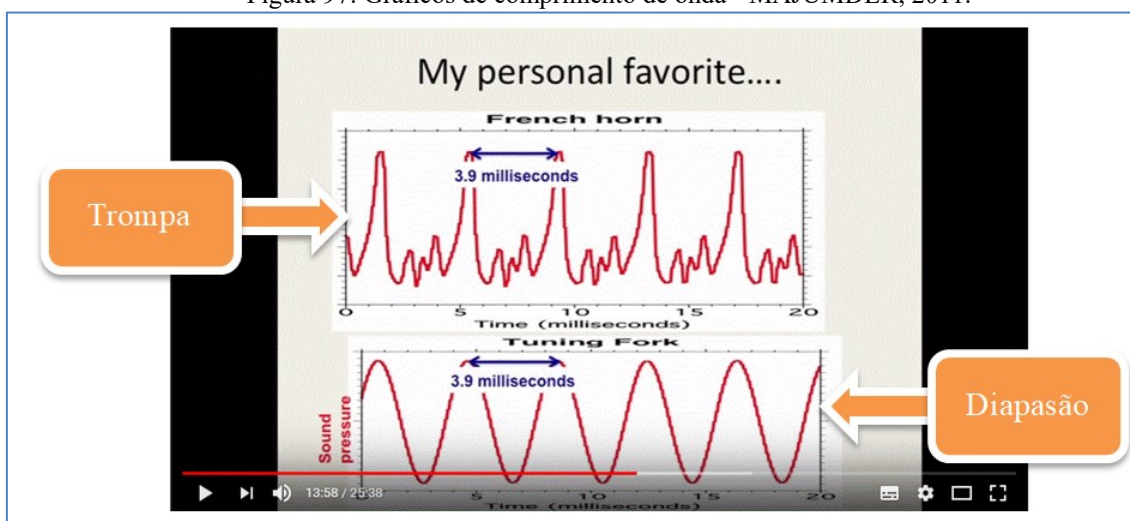 My personal favorite....
French horn
3.9 milliseconds
Trompa
0 5 10 15 20
Time (milliseconds)
Tuning Fork
3.9 milliseconds
Sound
pressure
Diapasão
13:58 / 25:38
5 10 15 20
Time (milliseconds)